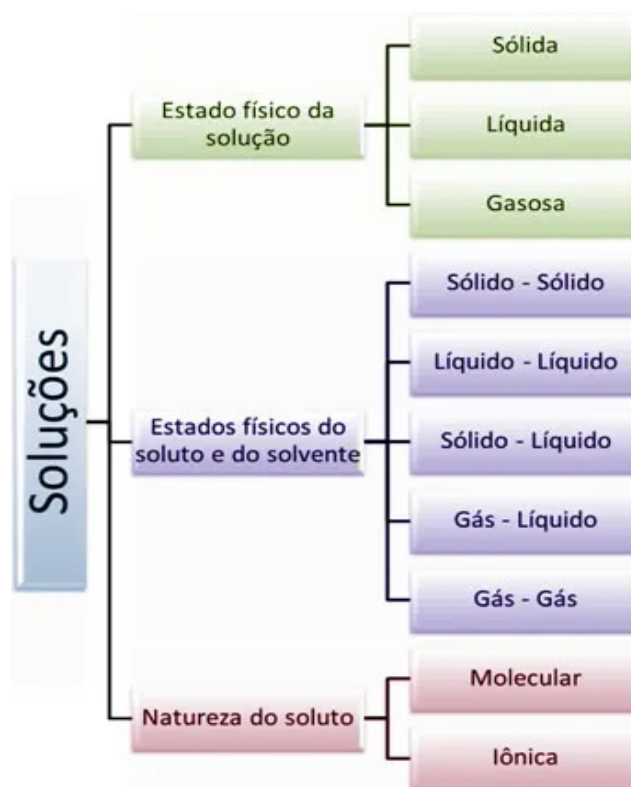 Soluções
Estado físico da
solução
Sólida
Líquida
Gasosa
Estados físicos do
soluto e do solvente
Sólido - Sólido
Líquido - Líquido
Sólido - Líquido
Gás - Líquido
Gás - Gás
Natureza do soluto
Molecular
Iônica